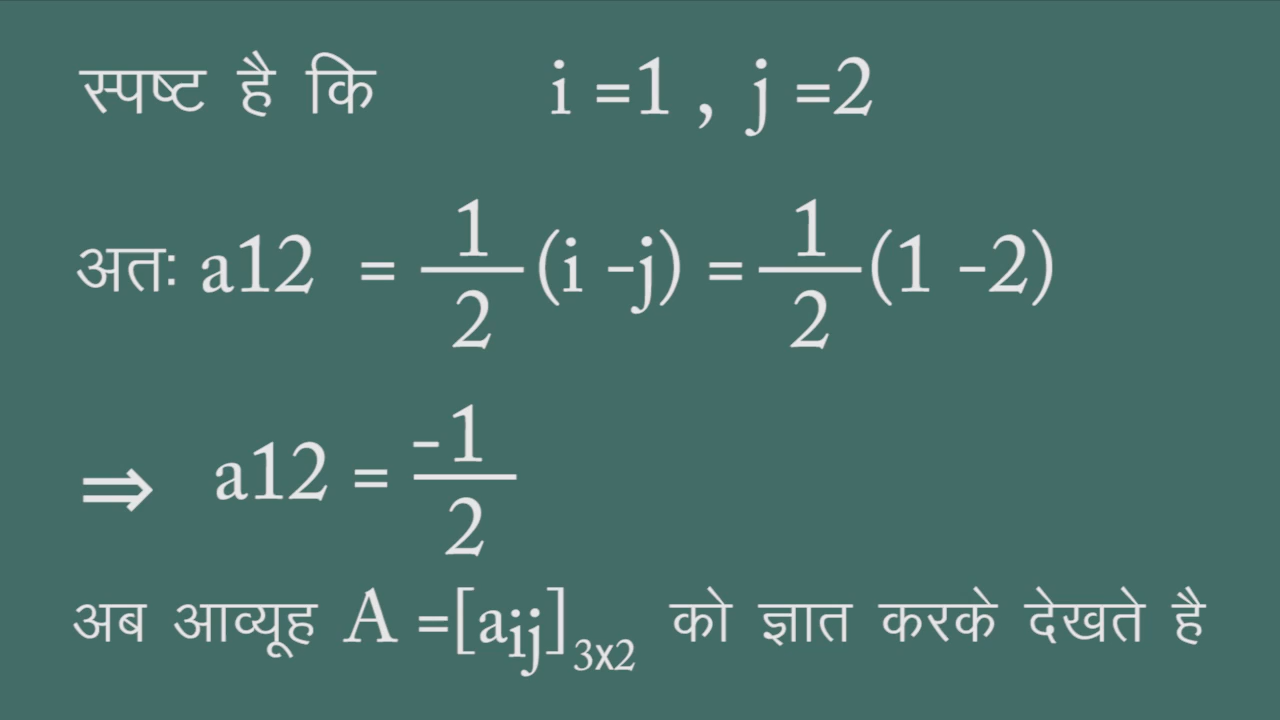 स्पष्ट है कि i =1 , j =2
अतः a12 = 1/2 (i -j) = 1/2 (1 -2)
⇒ a12 = -1/2
अब आव्यूह A =[aij]3x2 को ज्ञात करके देखते है